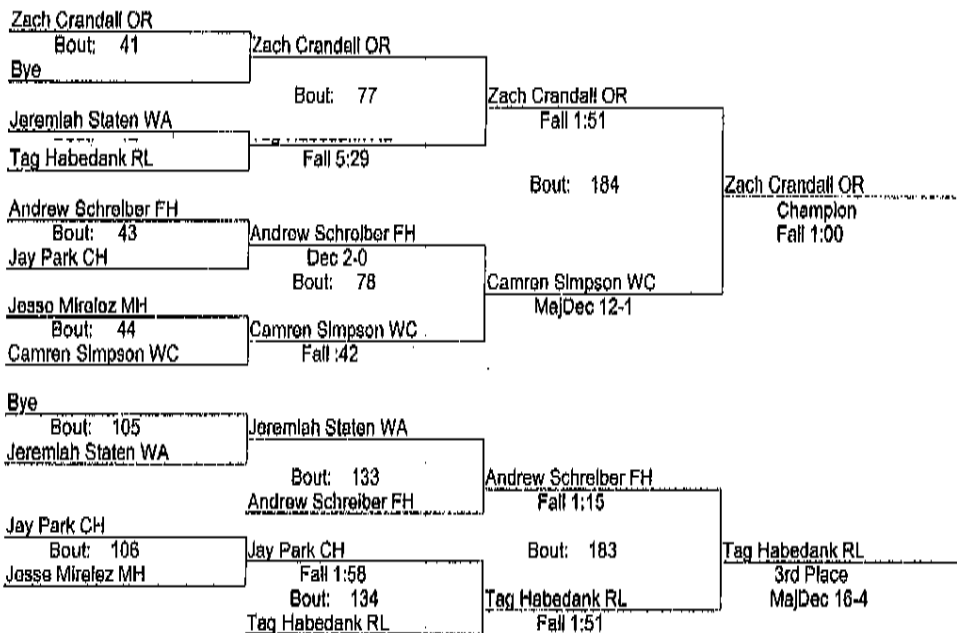 Zach Crandall OR
Bout: 41
Bye
Zach Crandall OR
Bout: 77
Jeremiah Staten WA
Tag Habedank RL
Fall 5:29
Zach Crandall OR
Fall 1:51
Bout: 184
Andrew Schreiber FH
Bout: 43
Jay Park CH
Andrew Schreiber FH
Dec 2-0
Bout: 78
Jesse Mirelez MH
Bout: 44
Camren Simpson WC
Camren Simpson WC
Fall :42
Camren Simpson WC
MajDec 12-1
Zach Crandall OR
Champion
Fall 1:00
Bye
Bout: 105
Jeremiah Staten WA
Jeremiah Staten WA
Bout: 133
Andrew Schreiber FH
Andrew Schreiber FH
Fall 1:15
Bout: 183
Jay Park CH
Bout: 106
Jesse Mirelez MH
Jay Park CH
Fall 1:58
Bout: 134
Tag Habedank RL
Tag Habedank RL
Fall 1:51
Tag Habedank RL
3rd Place
MajDec 16-4